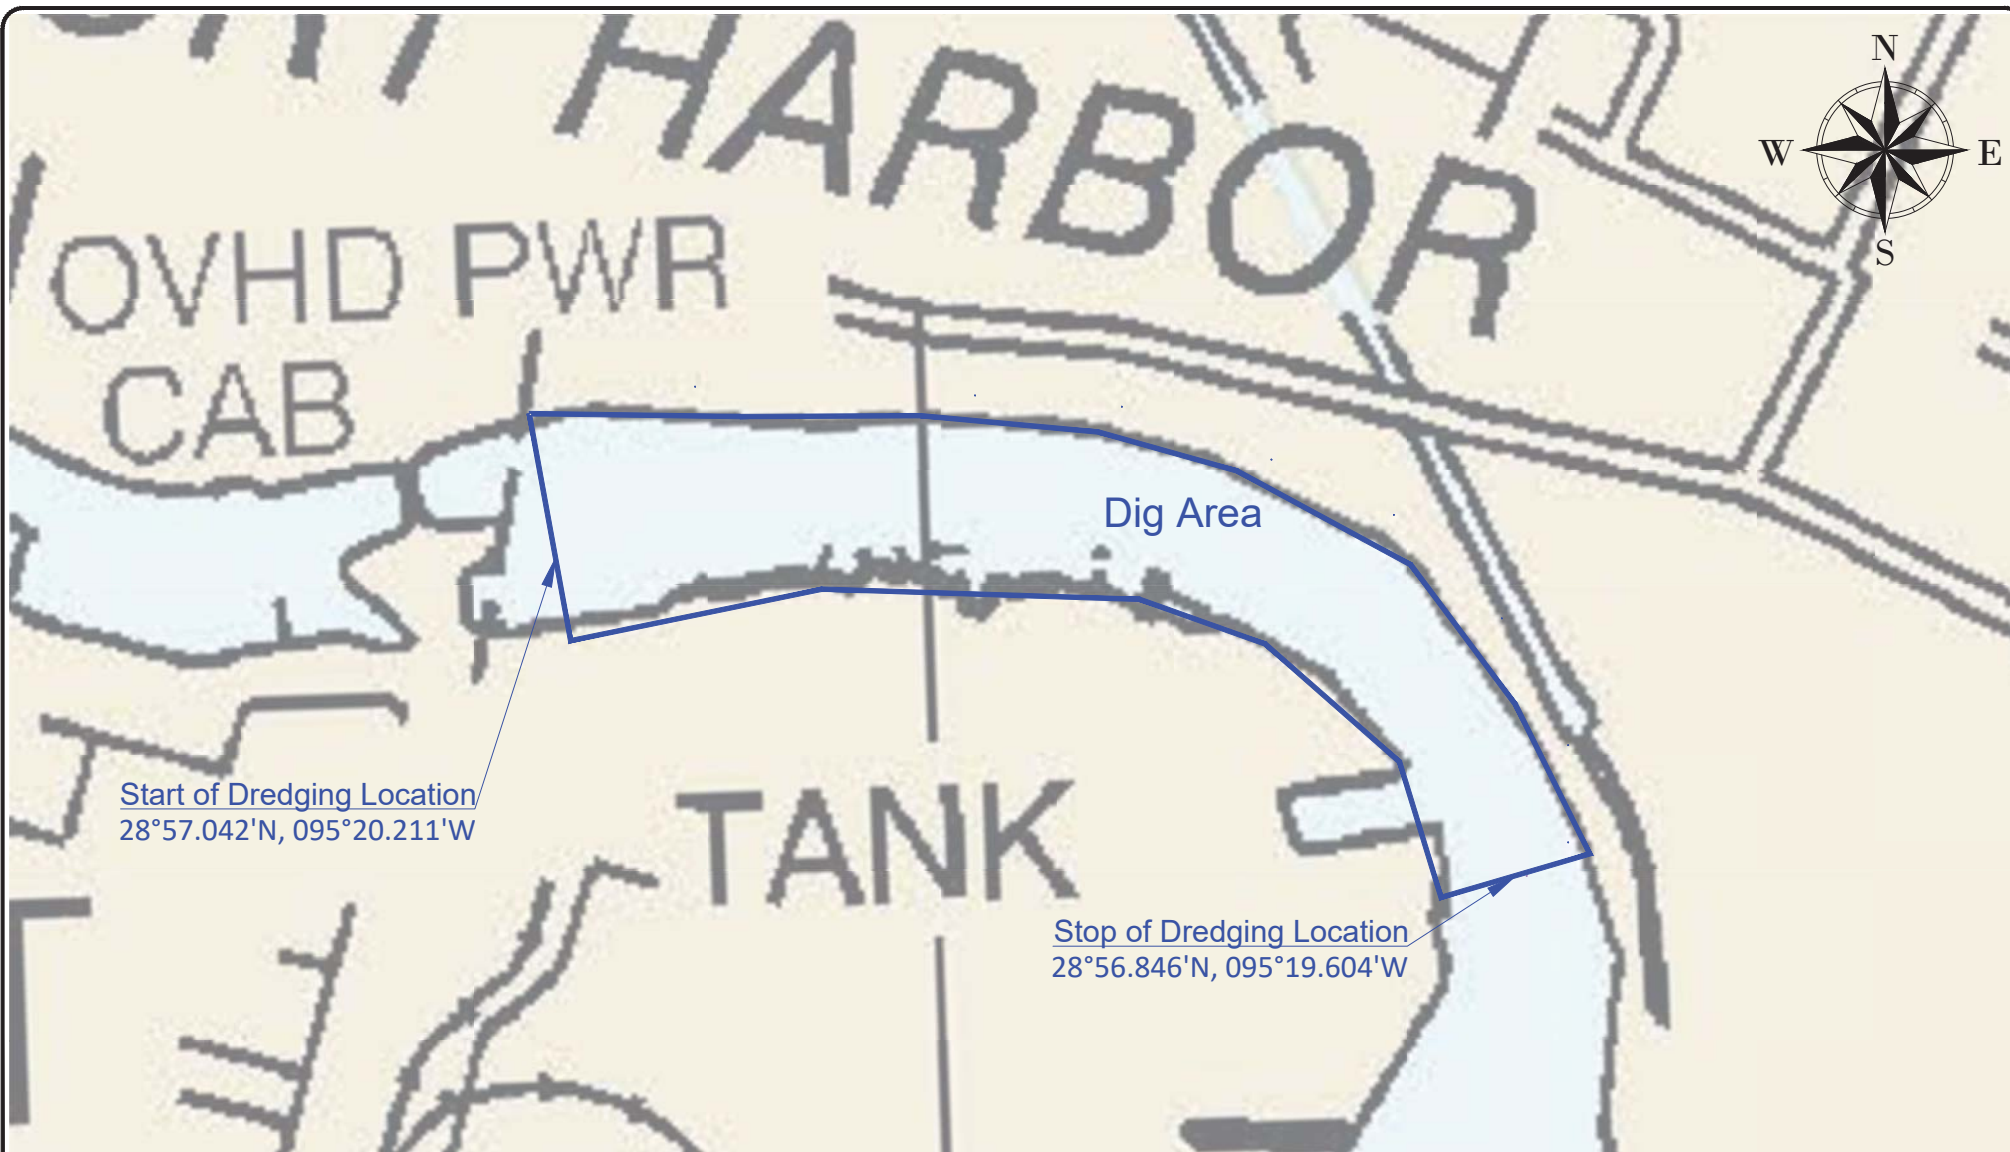 HARBOR
N
W E
S
OVHD PWR
CAB
Dig Area
Start of Dredging Location
28°57.042'N, 095°20.211'W
TANK
Stop of Dredging Location
28°56.846'N, 095°19.604'W